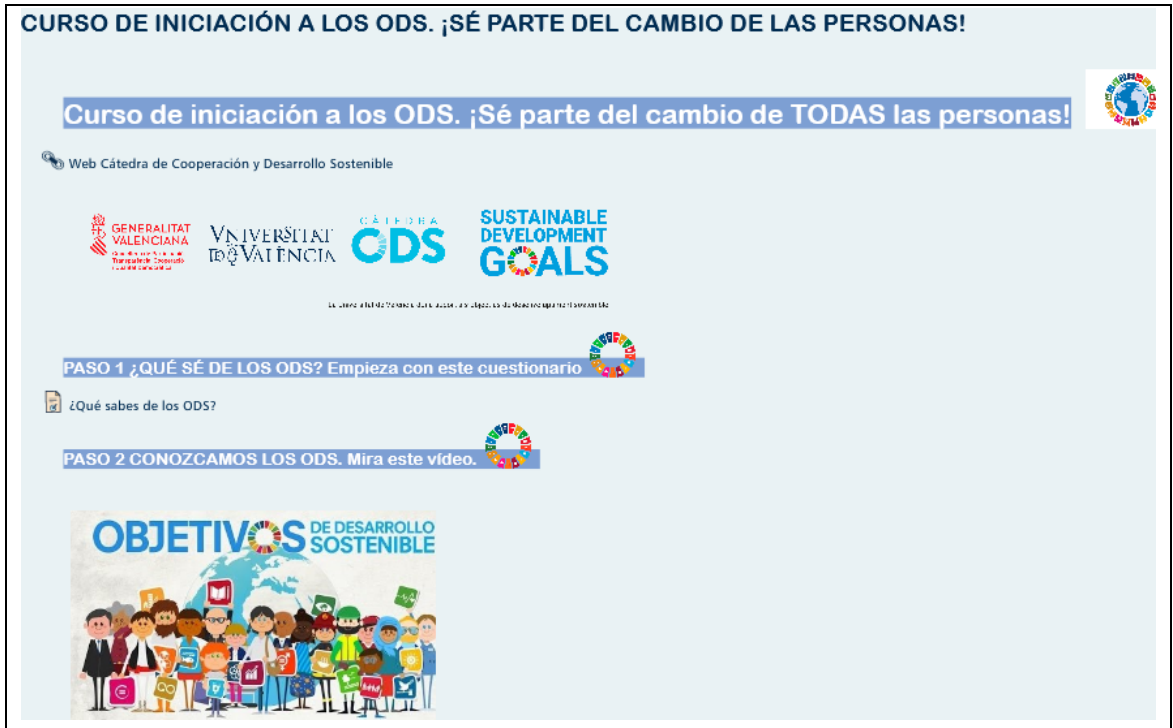 CURSO DE INICIACIÓN A LOS ODS. ¡SÉ PARTE DEL CAMBIO DE LAS PERSONAS!
Curso de iniciación a los ODS. ¡Sé parte del cambio de TODAS las personas!
Web Cátedra de Cooperación y Desarrollo Sostenible
GENERALITAT
VALENCIANA
VNIVERSITAT
DE VALÈNCIA
CÀTEDRA
ODS
SUSTAINABLE
DEVELOPMENT
GOALS
PASO 1 ¿QUÉ SÉ DE LOS ODS? Empieza con este cuestionario
¿Qué sabes de los ODS?
PASO 2 CONOZCAMOS LOS ODS. Mira este vídeo.
OBJETIVOS DE DESARROLLO
SOSTENIBLE